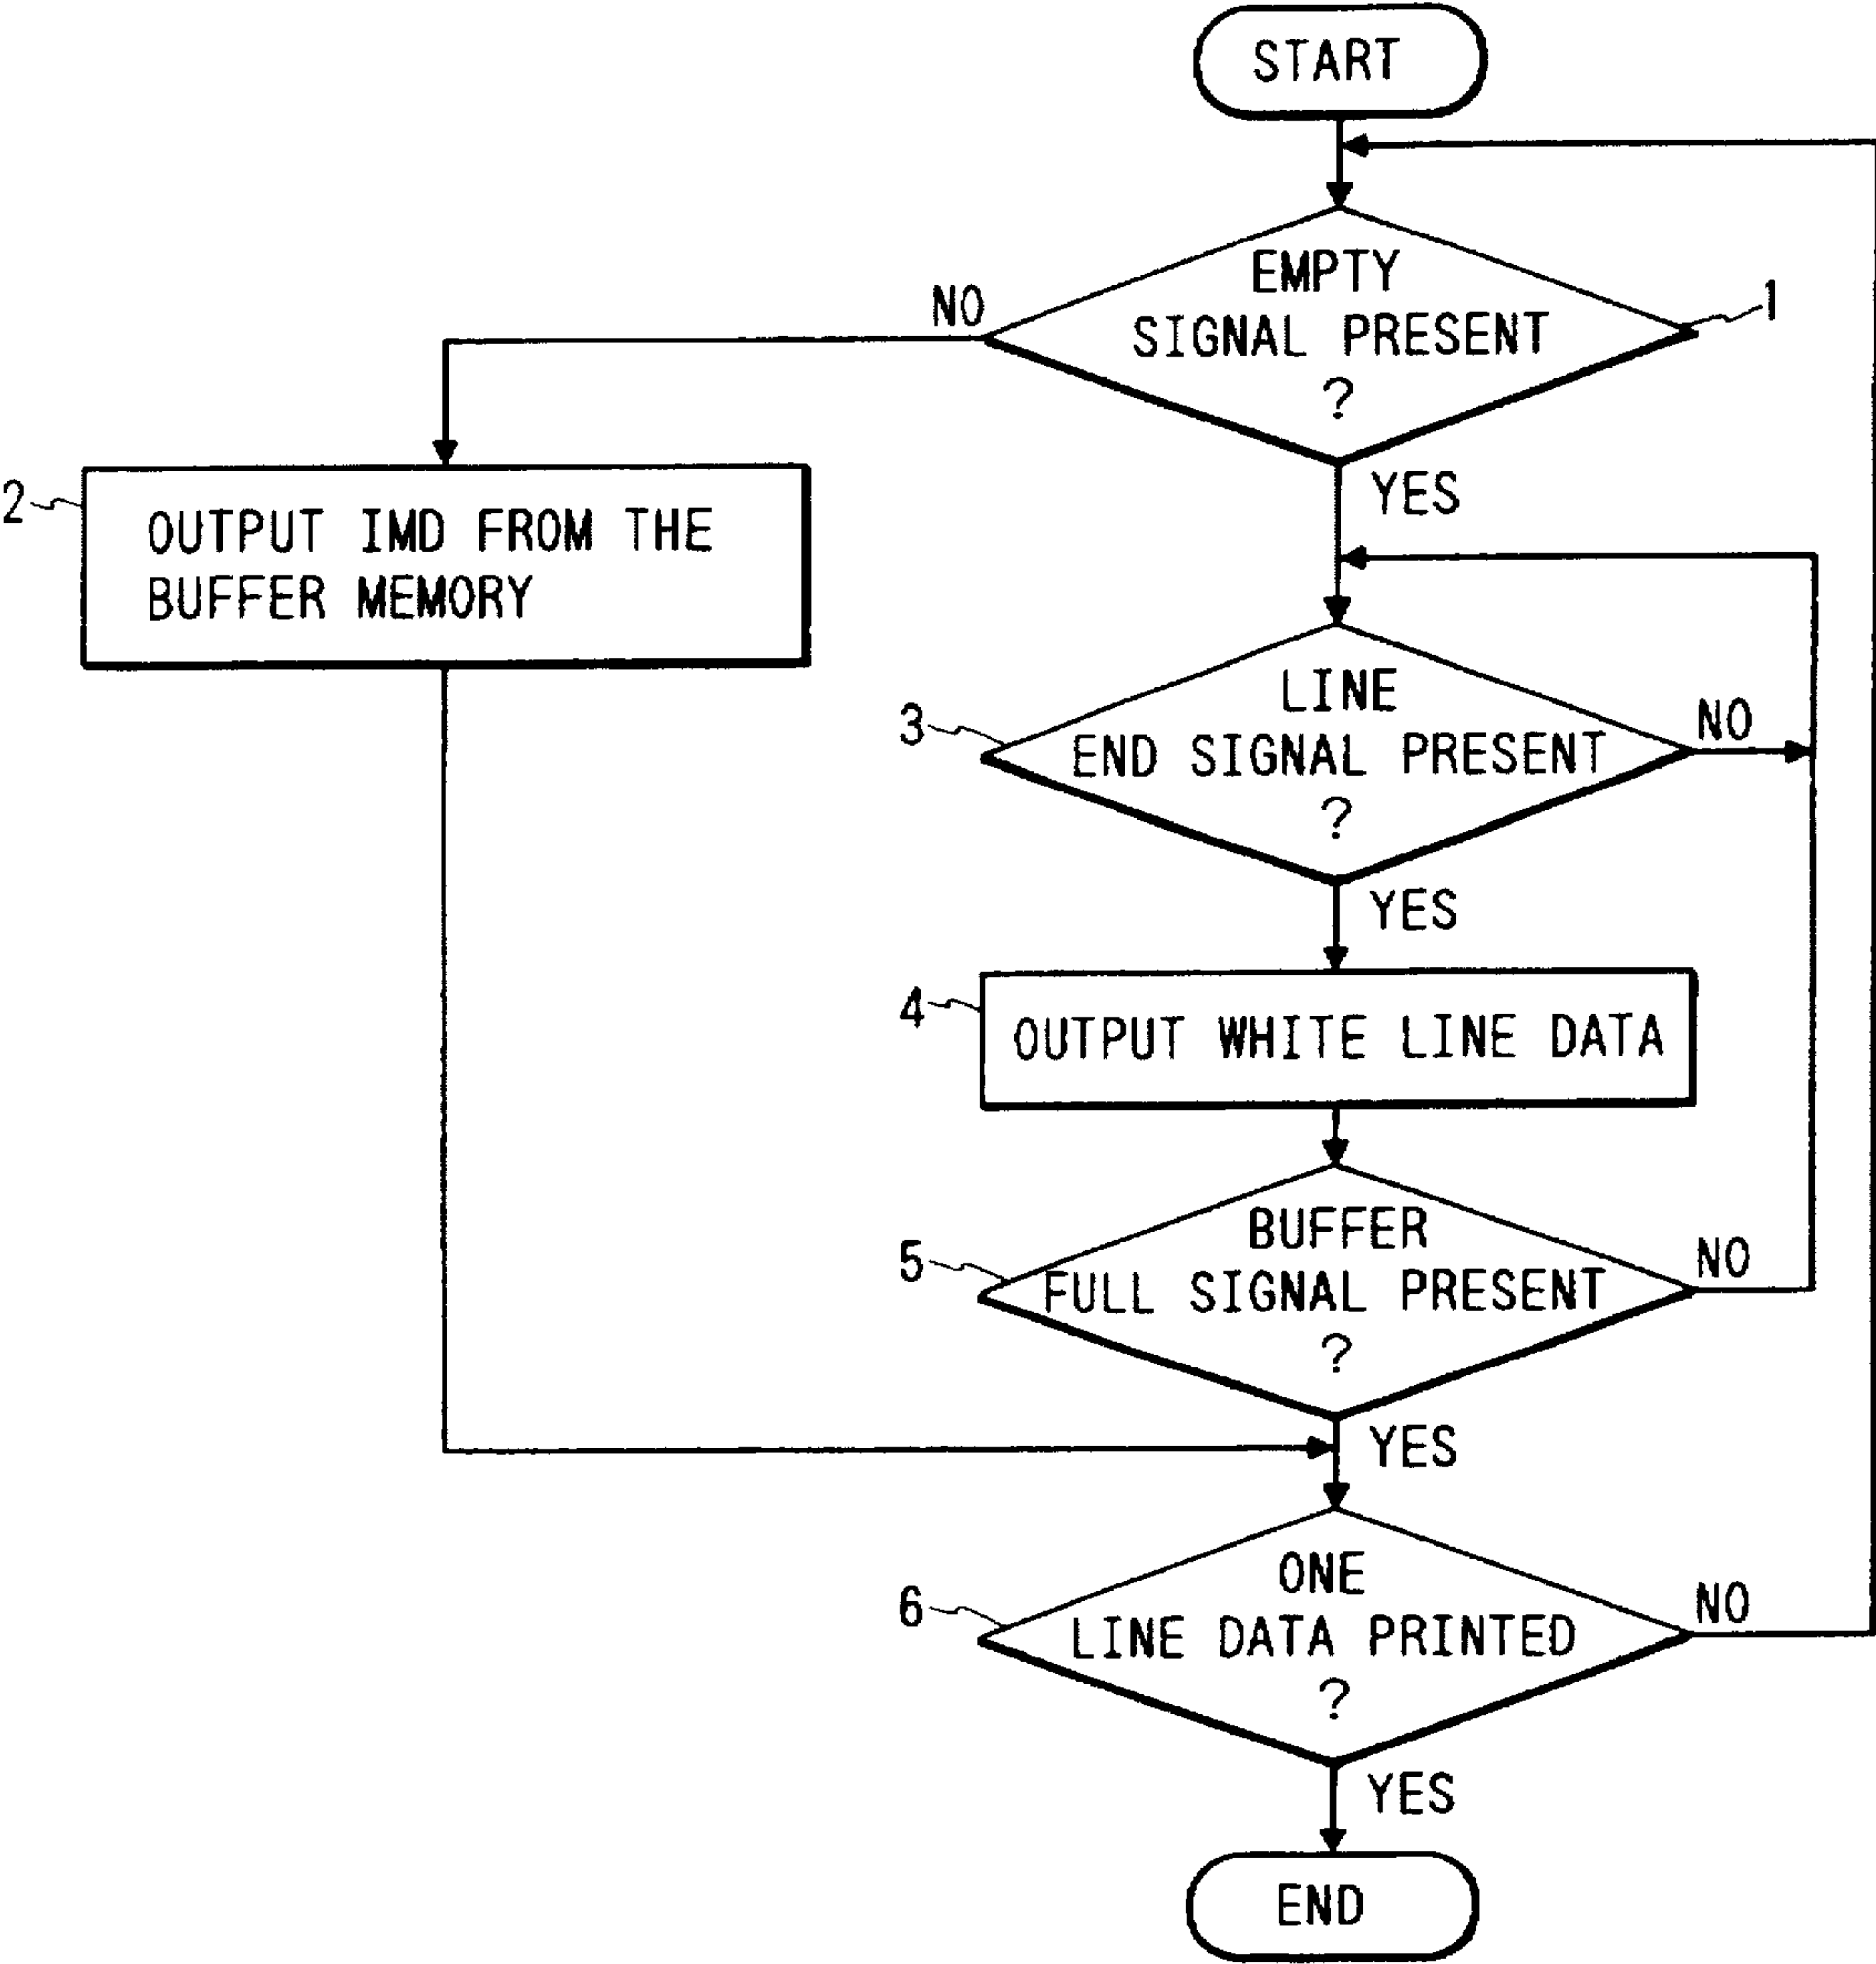 START
EMPTY
SIGNAL PRESENT
?
1
NO
YES
2
OUTPUT IMD FROM THE
BUFFER MEMORY
LINE
END SIGNAL PRESENT
?
3
NO
YES
4
OUTPUT WHITE LINE DATA
BUFFER
FULL SIGNAL PRESENT
?
5
NO
YES
ONE
LINE DATA PRINTED
?
6
NO
YES
END